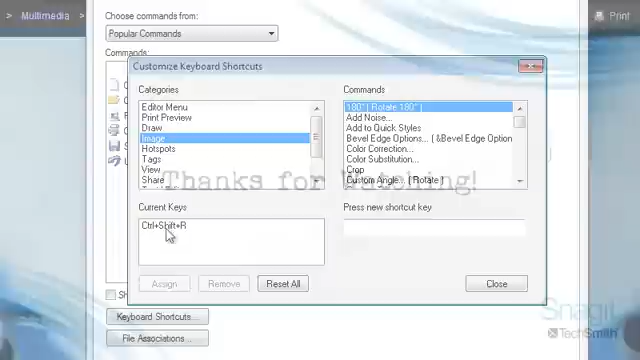 Multimedia
Print
Choose commands from:
Popular Commands
Commands:
Customize Keyboard Shortcuts
Categories
Commands
Editor Menu
Print Preview
Draw
Image
Hotspots
Tags
View
Share
180° [ Rotate 180° ]
Add Noise...
Add to Quick Styles
Bevel Edge Options... [ &Bevel Edge Option
Color Correction...
Color Substitution...
Crop
Custom Angle... [ Rotate ]
Thanks for Watching!
Current Keys
Press new shortcut key
Ctrl+Shift+R
Assign
Remove
Reset All
Close
Keyboard Shortcuts...
File Associations...
Snagit
TechSmith